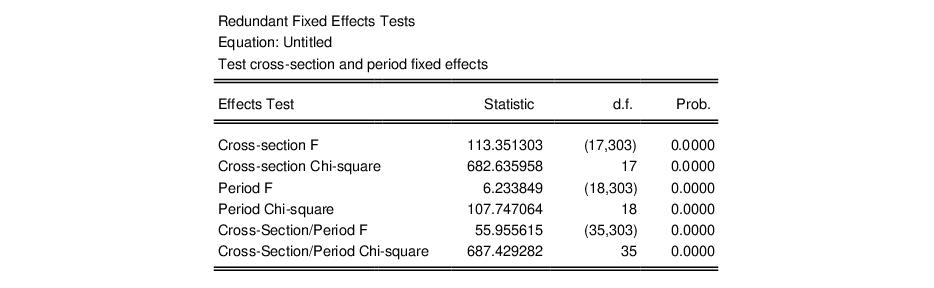 Redundant Fixed Effects Tests
Equation: Untitled
Test cross-section and period fixed effects
Effects Test Statistic d.f. Prob.
Cross-section F 113.351303 (17,303) 0.0000
Cross-section Chi-square 682.635958 17 0.0000
Period F 6.233849 (18,303) 0.0000
Period Chi-square 107.747064 18 0.0000
Cross-Section/Period F 55.955615 (35,303) 0.0000
Cross-Section/Period Chi-square 687.429282 35 0.0000